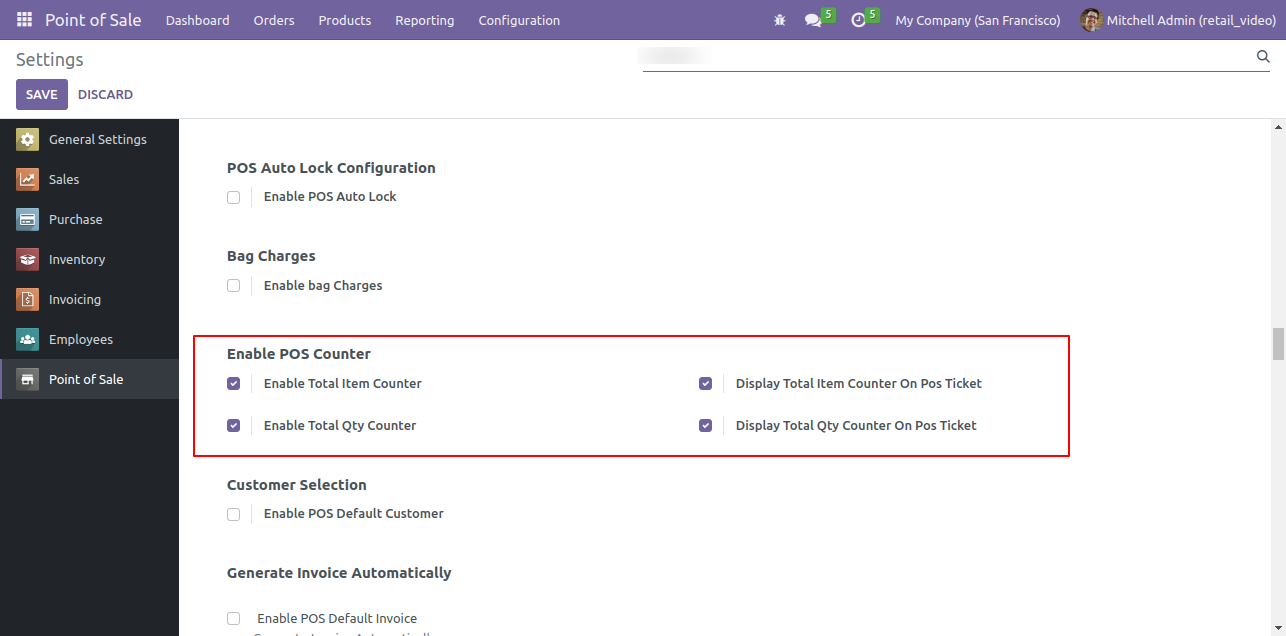 Point of Sale Dashboard Orders Products Reporting Configuration 5 5 My Company (San Francisco) Mitchell Admin (retail_video)
Settings
SAVE DISCARD
General Settings
Sales
Purchase
Inventory
Invoicing
Employees
Point of Sale
POS Auto Lock Configuration
Enable POS Auto Lock
Bag Charges
Enable bag Charges
Enable POS Counter
Enable Total Item Counter Display Total Item Counter On Pos Ticket
Enable Total Qty Counter Display Total Qty Counter On Pos Ticket
Customer Selection
Enable POS Default Customer
Generate Invoice Automatically
Enable POS Default Invoice